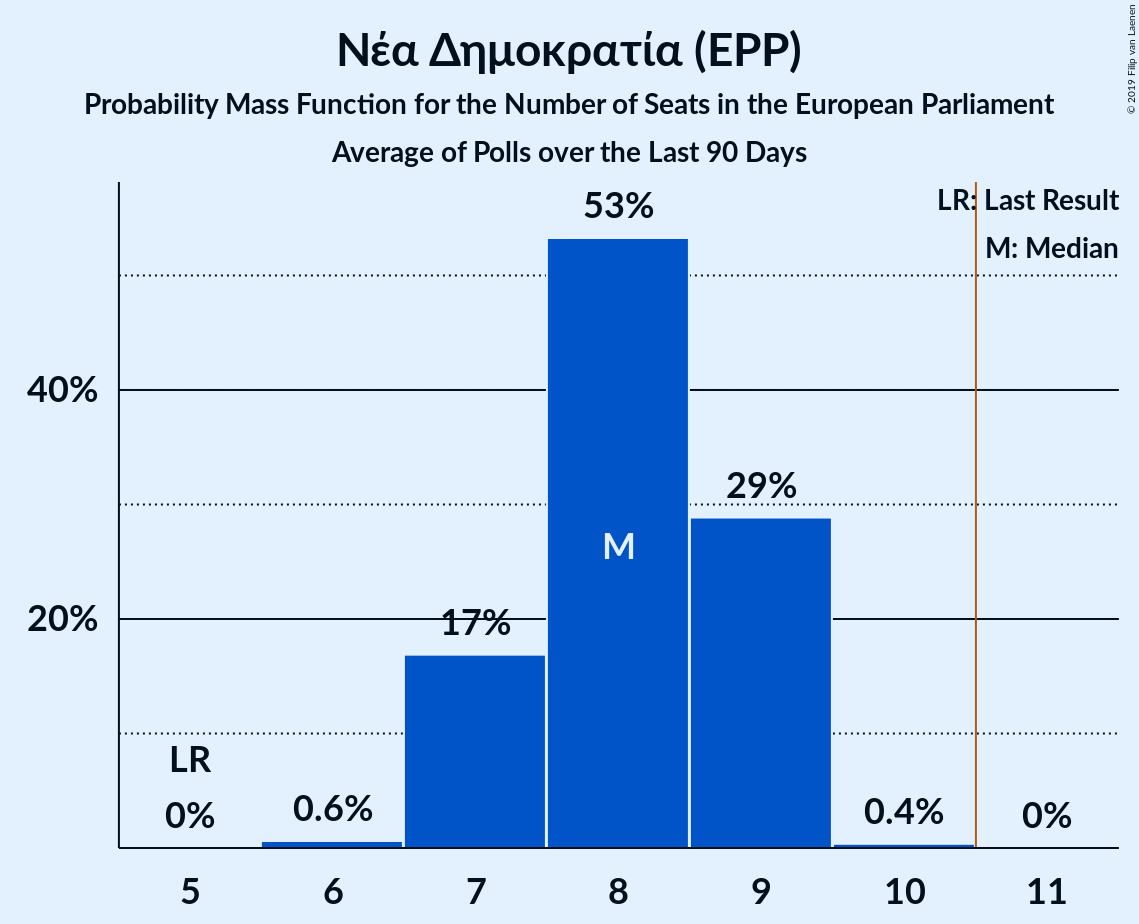 Νέα Δημοκρατία (EPP)
Probability Mass Function for the Number of Seats in the European Parliament
Average of Polls over the Last 90 Days
© 2019 Filip van Laenen
LR: Last Result
M: Median
53%
40%
29%
M
20%
17%
LR
0%
0.6%
0.4%
0%
5 6 7 8 9 10 11